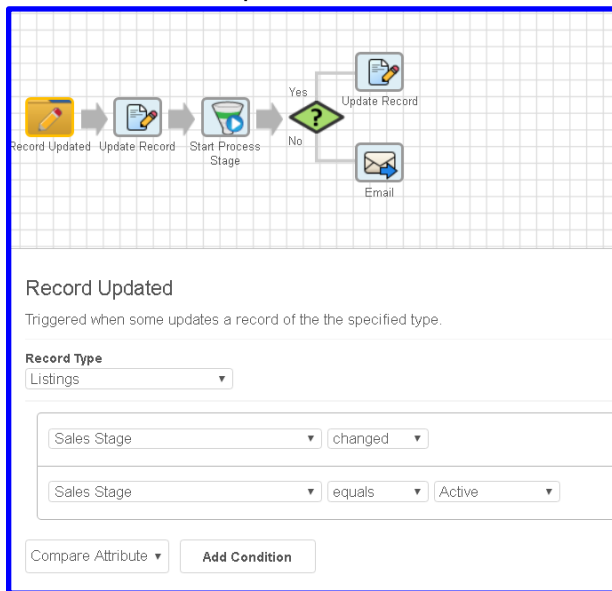 Yes
Update Record
?
Record Updated
Update Record
Start Process
Stage
No
Email
Record Updated
Triggered when some updates a record of the the specified type.
Record Type
Listings
Sales Stage changed
Sales Stage equals Active
Compare Attribute Add Condition